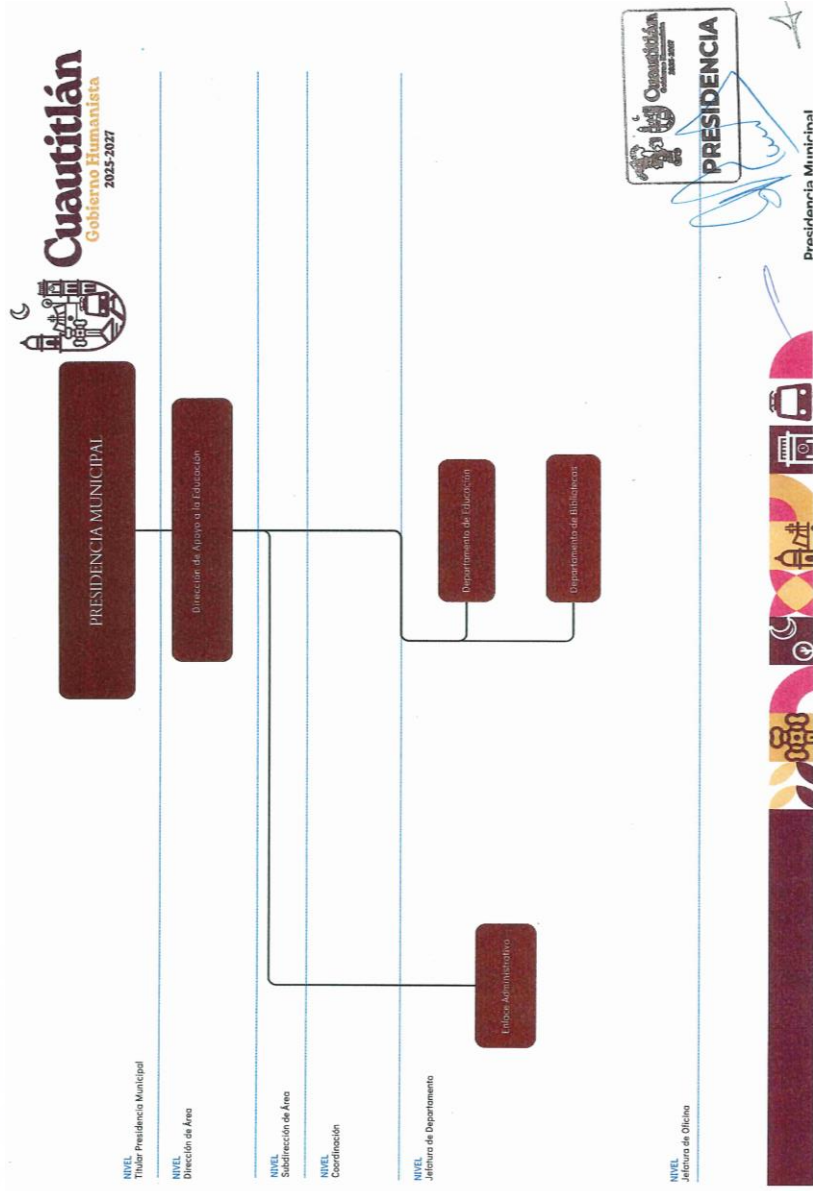 Cuautitlán
Gobierno Humanista
2025-2027
NIVEL
Titular Presidencia Municipal
PRESIDENCIA MUNICIPAL
NIVEL
Dirección de Área
Dirección de Apoyo a la Educación
NIVEL
Subdirección de Área
NIVEL
Coordinación
NIVEL
Jefatura de Departamento
Enlace Administrativo
Departamento de Educación
Departamento de Bibliotecas
NIVEL
Jefatura de Oficina
Cuautitlán
Gobierno Humanista
2025-2027
PRESIDENCIA
Presidencia Municipal